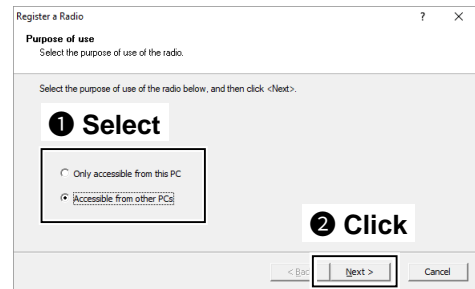 Register a Radio ? ×
Purpose of use
Select the purpose of use of the radio.
Select the purpose of use of the radio below, and then click <Next>.
❶ Select
Only accessible from this PC
Accessible from other PCs
❷ Click
< Bac Next > Cancel